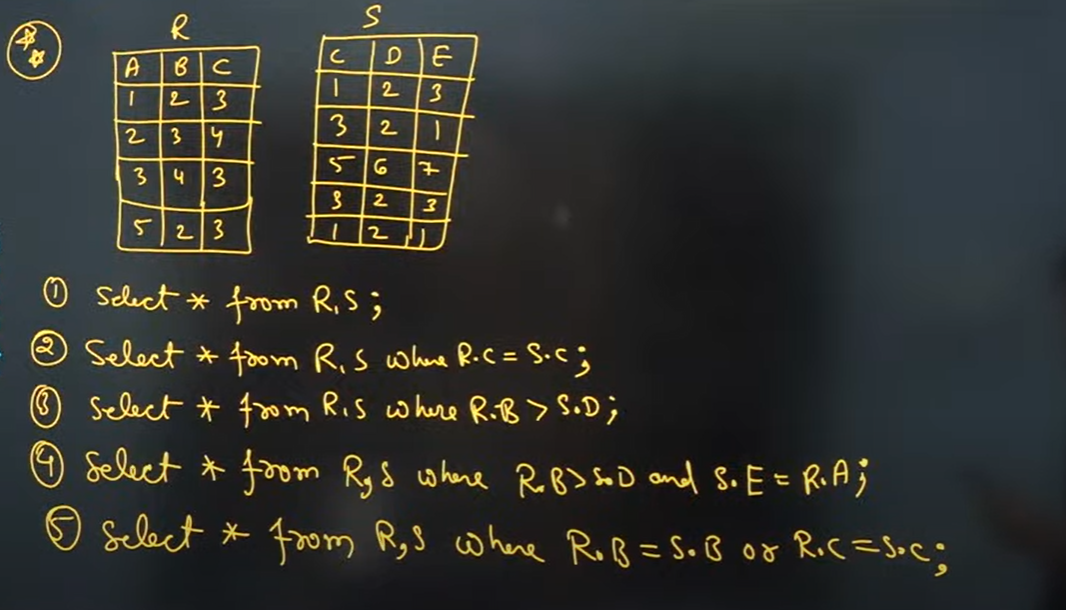 R S
A B C C D E
1 2 3 1 2 3
2 3 4 3 2 1
3 4 3 5 6 7
5 2 3 3 2 3
1 2 1
① Select * from R,S;
② Select * from R,S where R.C = S.C;
③ Select * from R,S where R.B > S.D;
④ Select * from R,S where R.B > S.D and S.E = R.A;
⑤ Select * from R,S where R.B = S.B or R.C = S.C;